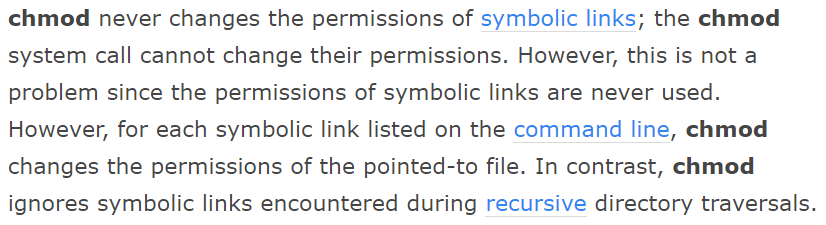 chmod never changes the permissions of symbolic links; the chmod
system call cannot change their permissions. However, this is not a
problem since the permissions of symbolic links are never used.
However, for each symbolic link listed on the command line, chmod
changes the permissions of the pointed-to file. In contrast, chmod
ignores symbolic links encountered during recursive directory traversals.